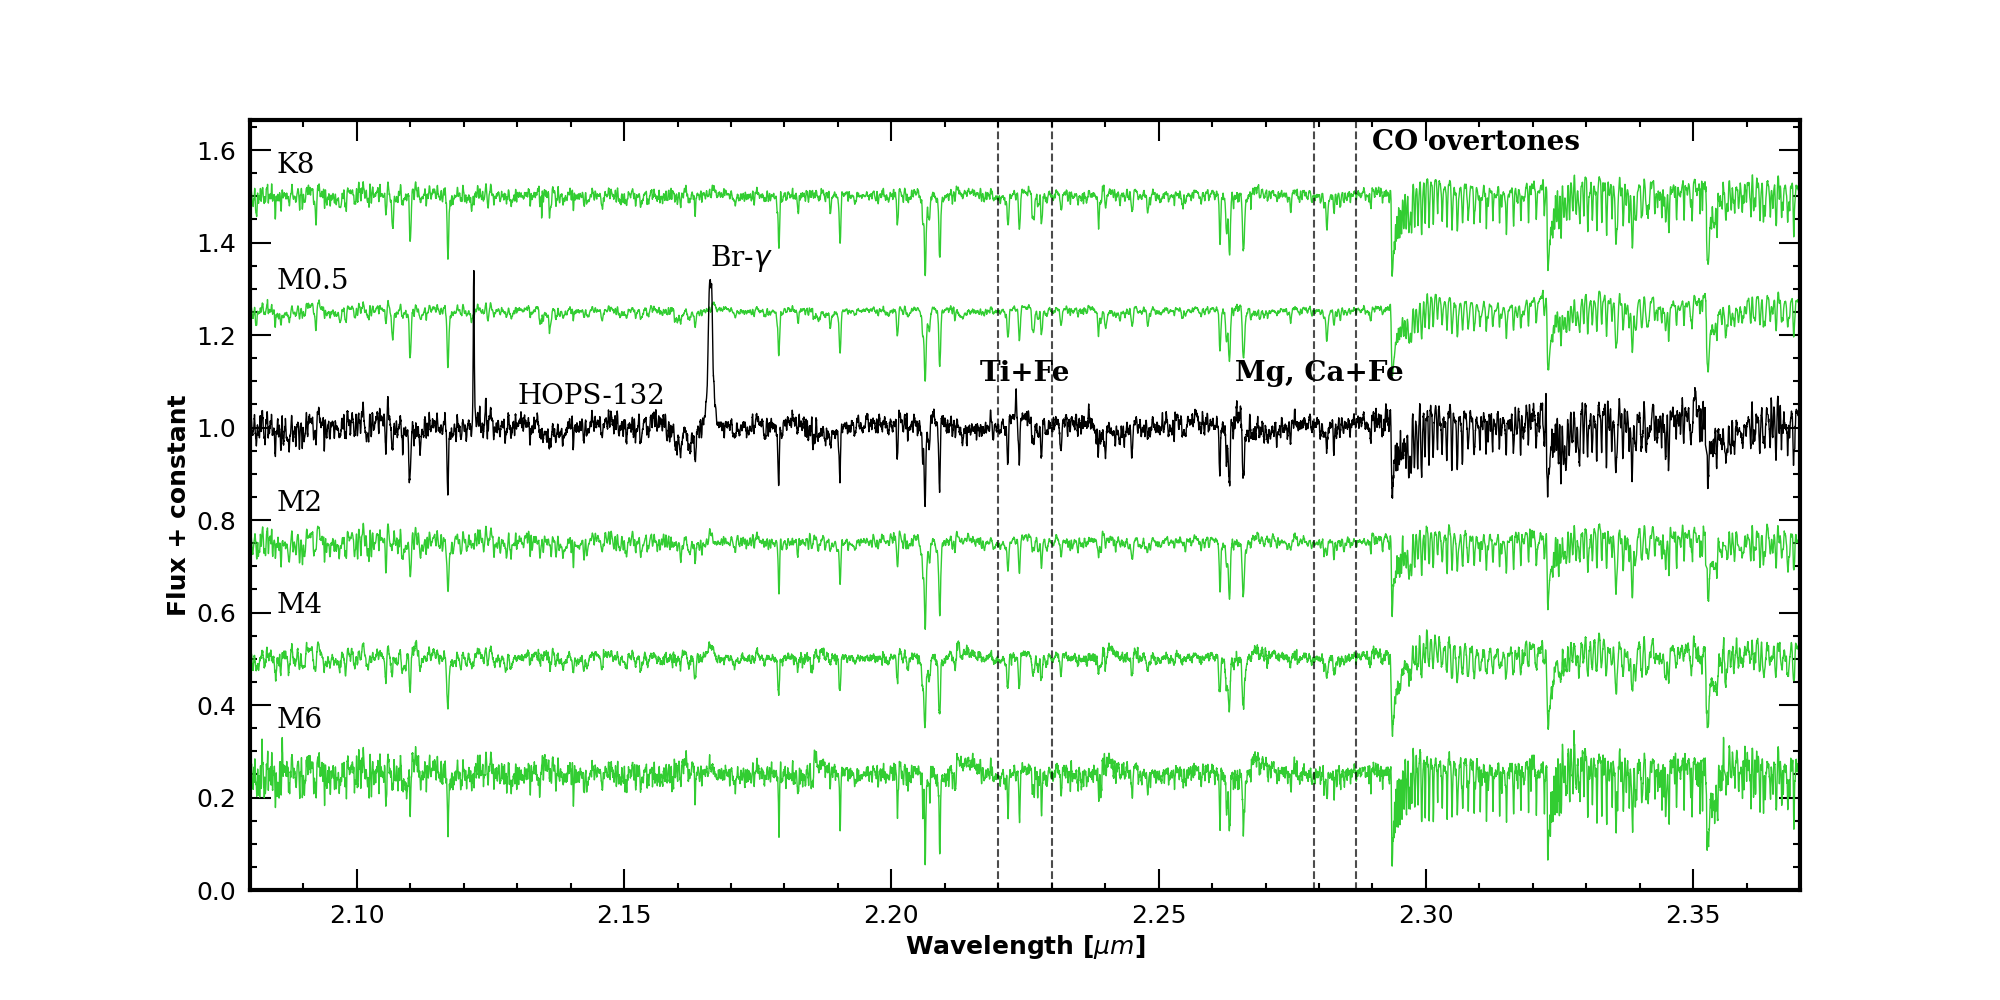 CO overtones
K8
Br-γ
M0.5
Ti+Fe
Mg, Ca+Fe
HOPS-132
M2
M4
M6
Flux + constant
1.6
1.4
1.2
1.0
0.8
0.6
0.4
0.2
0.0
2.10 2.15 2.20 2.25 2.30 2.35
Wavelength [μm]